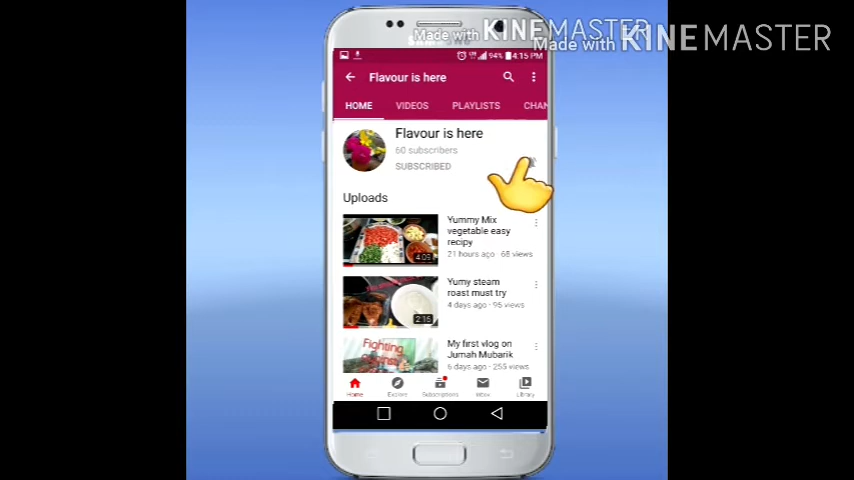 Made with KINEMASTER
Made with KINEMASTER
94% 4:15 PM
Flavour is here
HOME VIDEOS PLAYLISTS CHAN
Flavour is here
60 subscribers
SUBSCRIBED
Uploads
Yummy Mix
vegetable easy
recipy
21 hours ago · 68 views
4:09
Yumy steam
roast must try
4 days ago · 95 views
2:15
My first vlog on
Jumah Mubarik
6 days ago · 255 views
Fighting
Home Explore Subscriptions Inbox Library